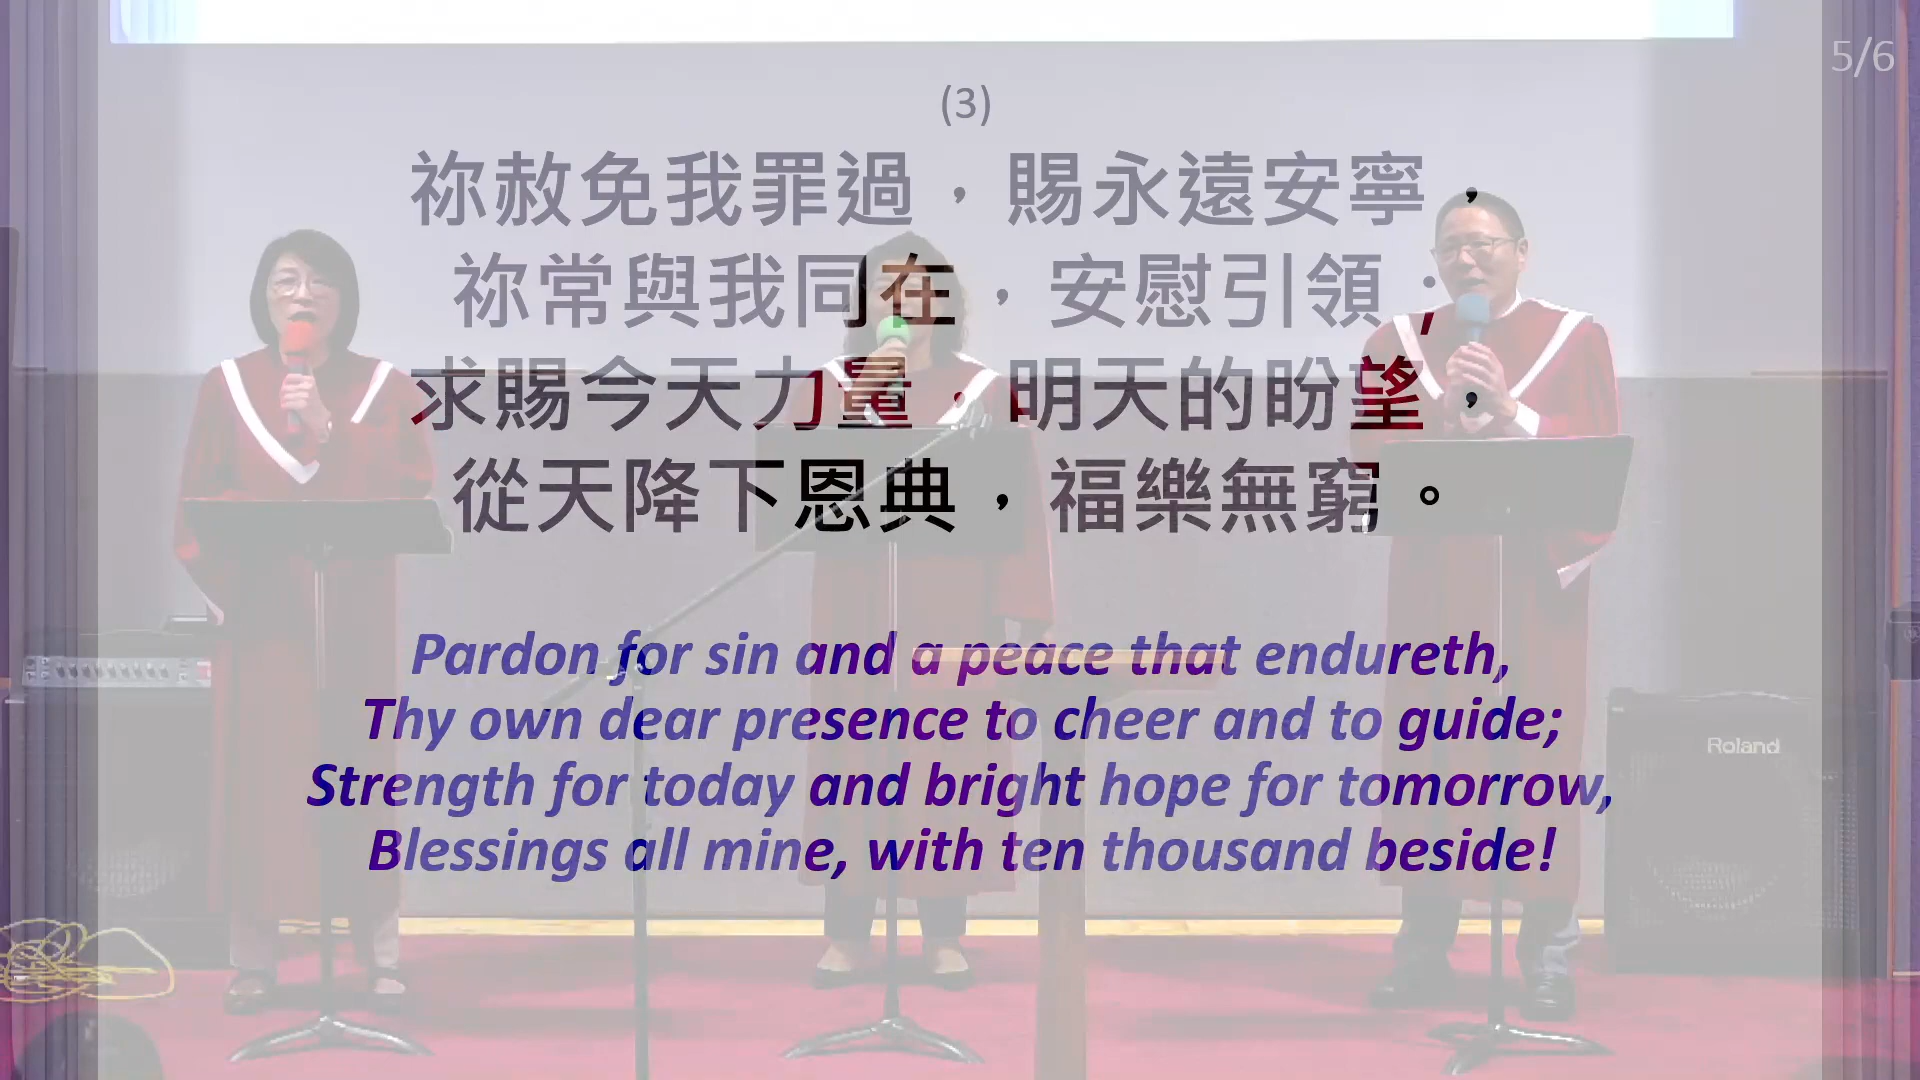 5/6
(3)
祢赦免我罪過，賜永遠安寧，
祢常與我同在，安慰引領；
求賜今天力量，明天的盼望，
從天降下恩典，福樂無窮。
Pardon for sin and a peace that endureth,
Thy own dear presence to cheer and to guide;
Strength for today and bright hope for tomorrow,
Blessings all mine, with ten thousand beside!
Roland